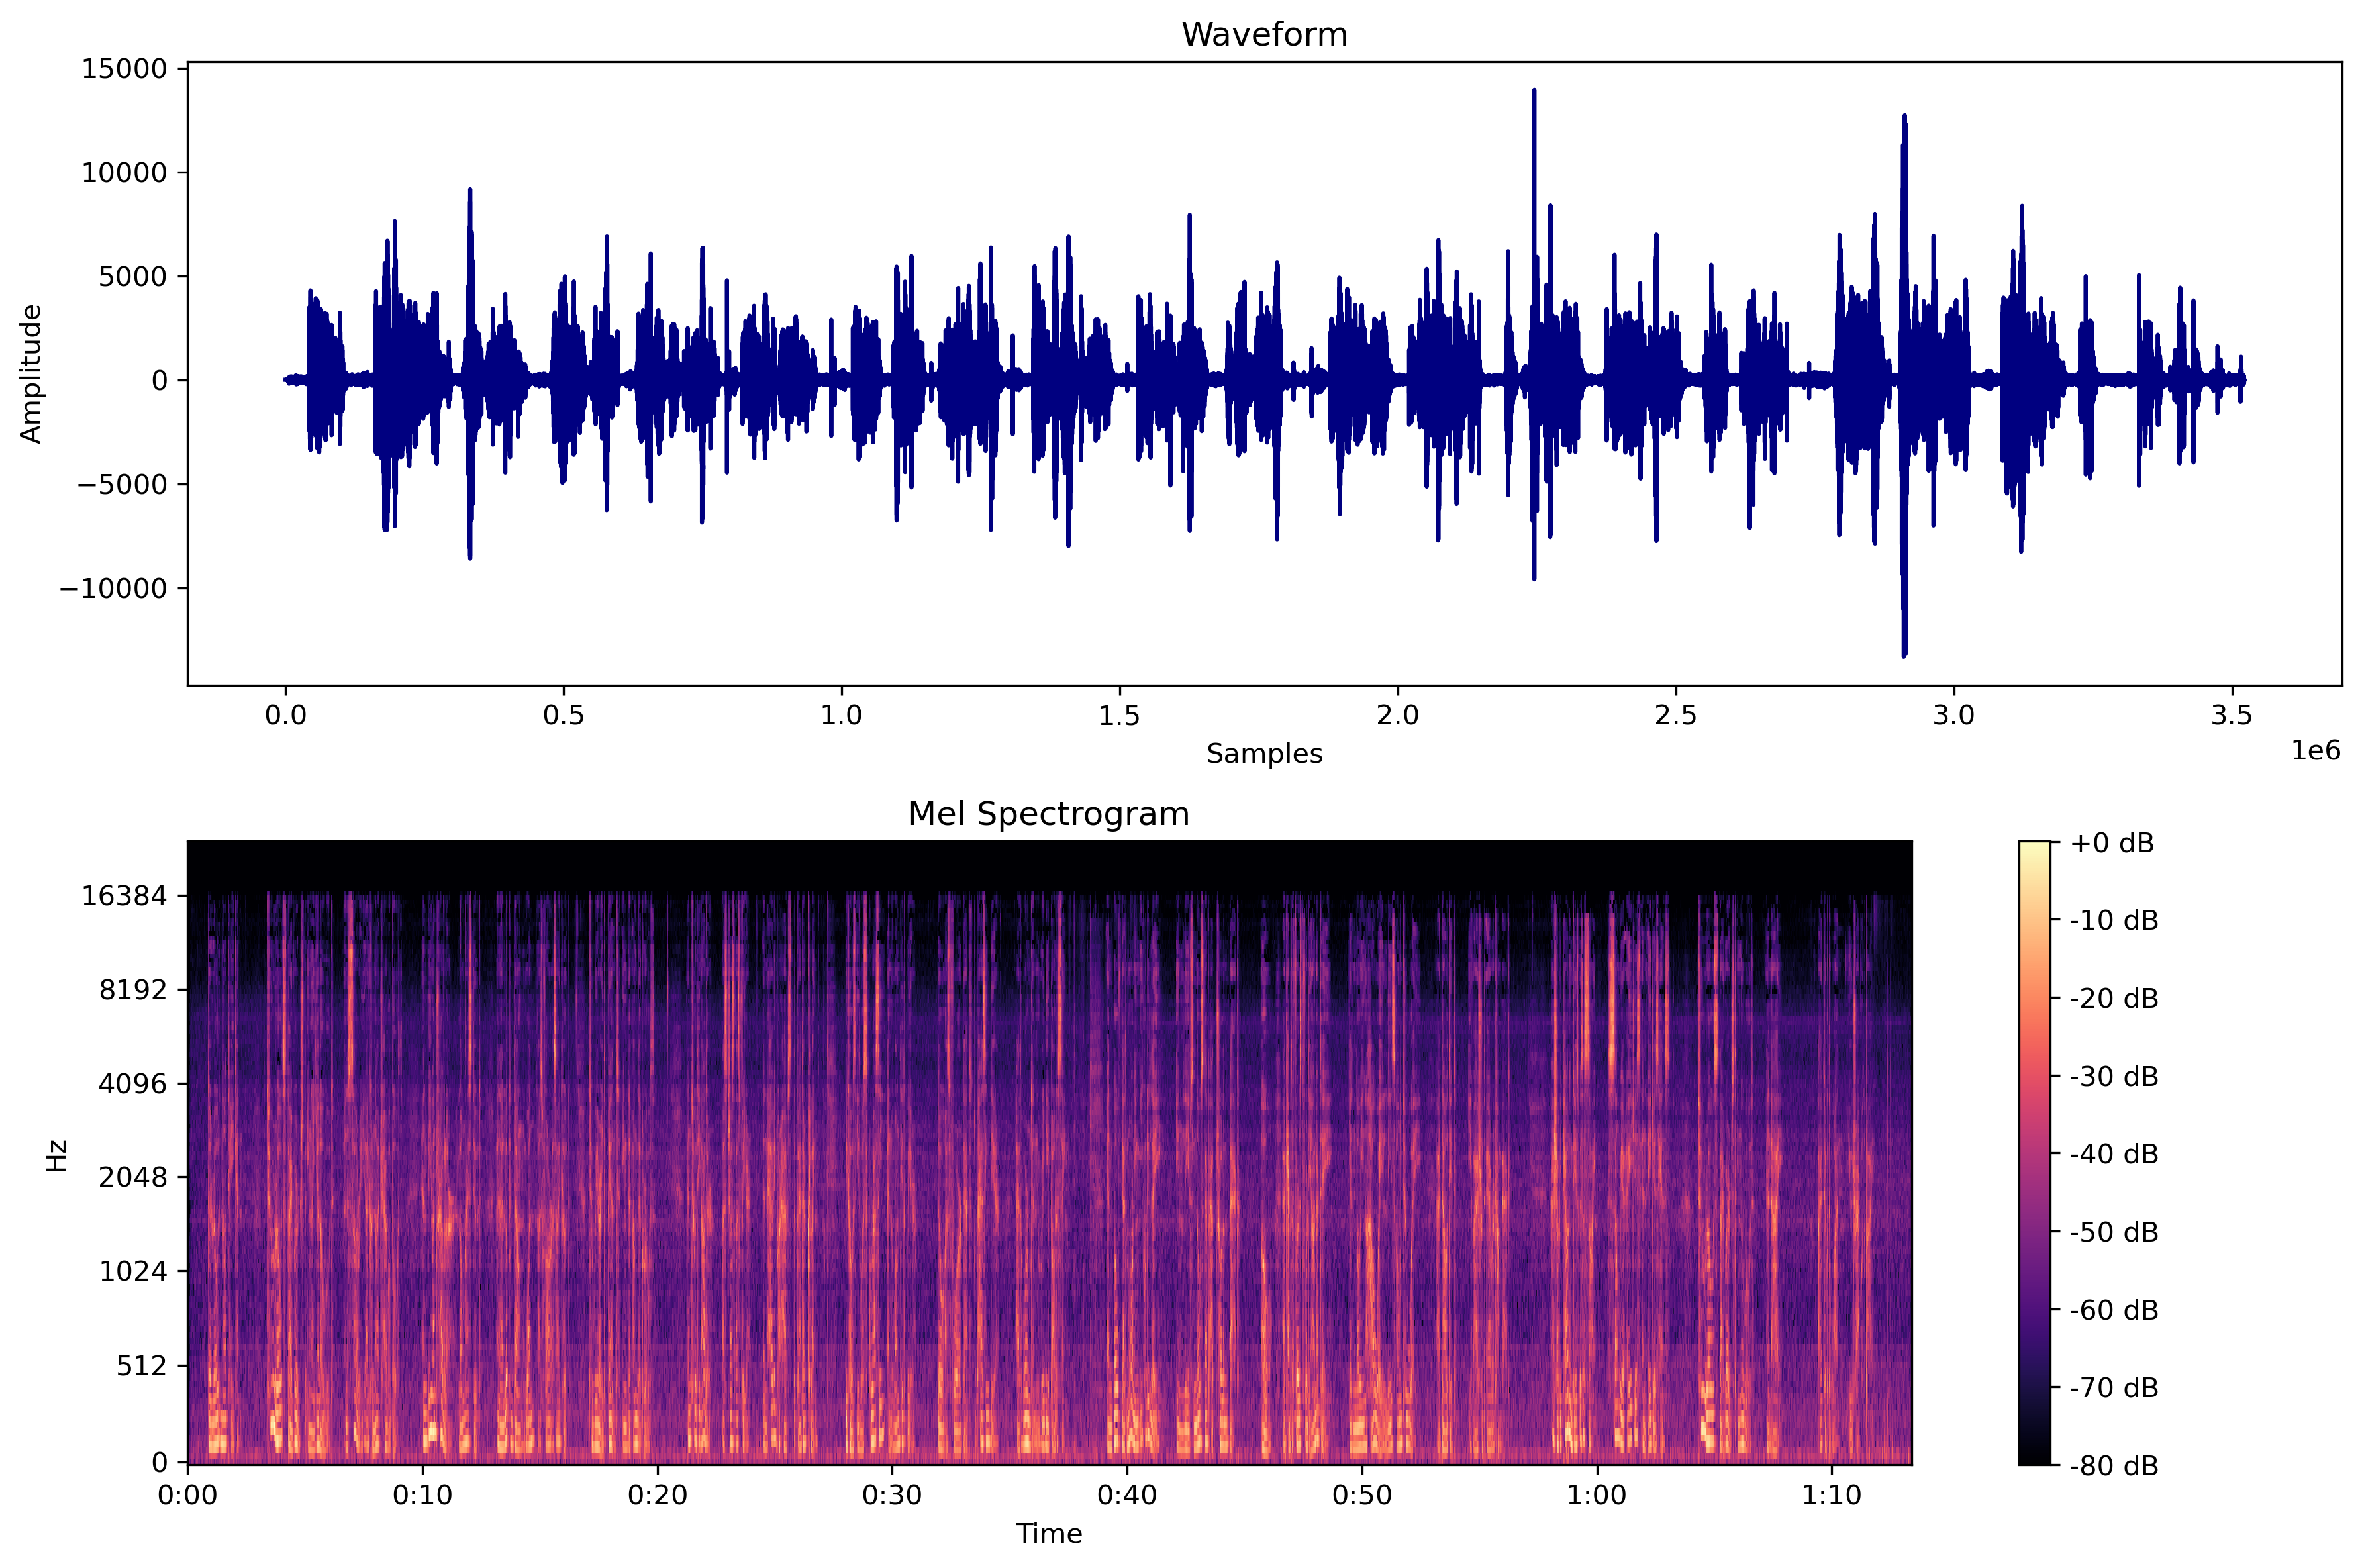 Waveform
15000
10000
5000
0
−5000
−10000
Amplitude
0.0 0.5 1.0 1.5 2.0 2.5 3.0 3.5
Samples
1e6
Mel Spectrogram
16384
8192
4096
2048
1024
512
0
Hz
0:00 0:10 0:20 0:30 0:40 0:50 1:00 1:10
Time
+0 dB
-10 dB
-20 dB
-30 dB
-40 dB
-50 dB
-60 dB
-70 dB
-80 dB